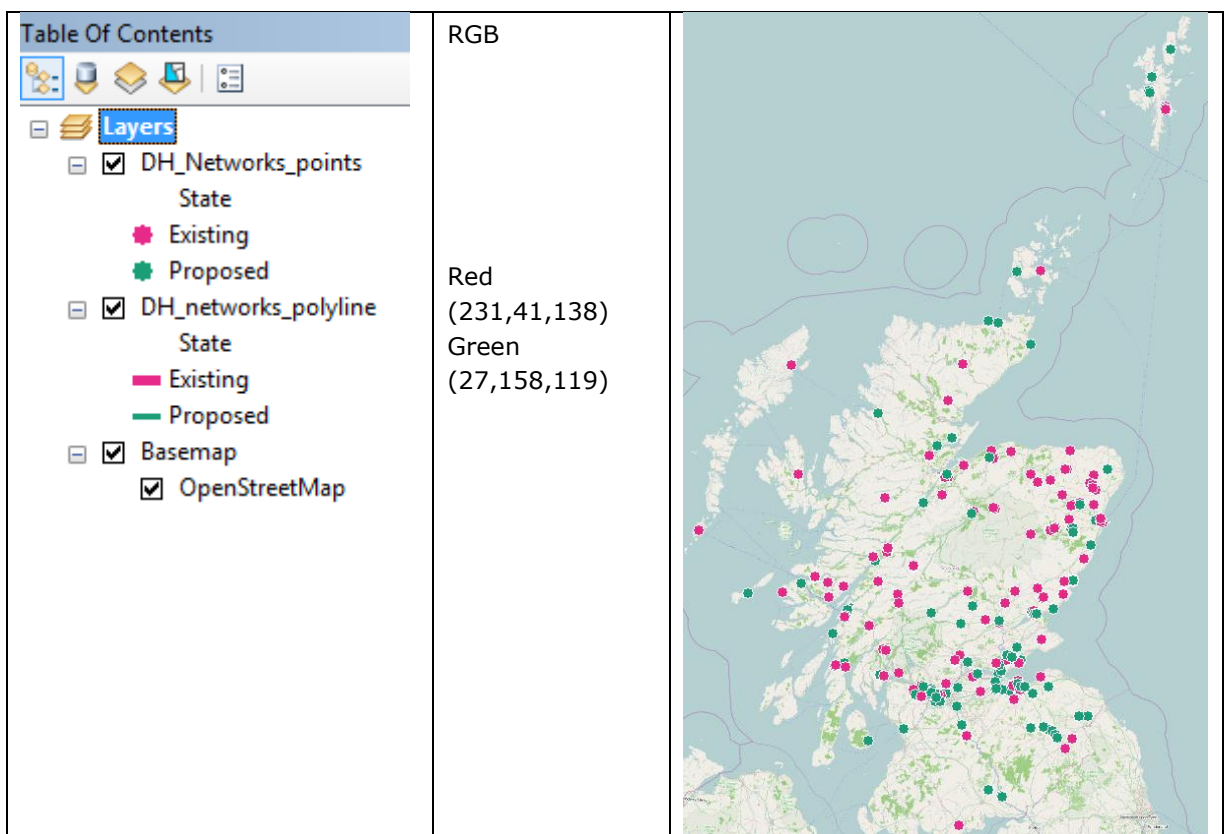 Table Of Contents
Layers
DH_Networks_points
State
Existing
Proposed
DH_networks_polyline
State
Existing
Proposed
Basemap
OpenStreetMap
RGB
Red
(231,41,138)
Green
(27,158,119)